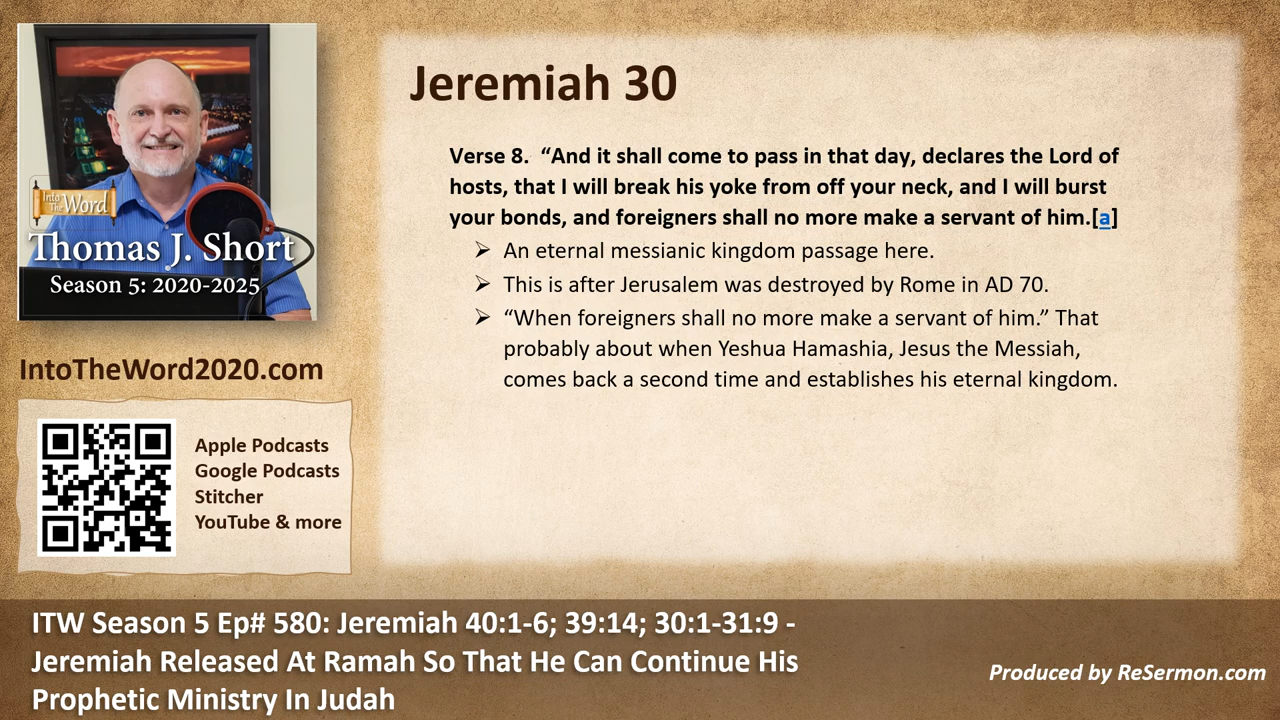 Into
The Word
Thomas J. Short
Season 5: 2020-2025
IntoTheWord2020.com
Apple Podcasts
Google Podcasts
Stitcher
YouTube & more
Jeremiah 30
Verse 8.  “And it shall come to pass in that day, declares the Lord of
hosts, that I will break his yoke from off your neck, and I will burst
your bonds, and foreigners shall no more make a servant of him.[a]
➢ An eternal messianic kingdom passage here.
➢ This is after Jerusalem was destroyed by Rome in AD 70.
➢ “When foreigners shall no more make a servant of him.” That
probably about when Yeshua Hamashia, Jesus the Messiah,
comes back a second time and establishes his eternal kingdom.
ITW Season 5 Ep# 580: Jeremiah 40:1-6; 39:14; 30:1-31:9 -
Jeremiah Released At Ramah So That He Can Continue His
Prophetic Ministry In Judah
Produced by ReSermon.com